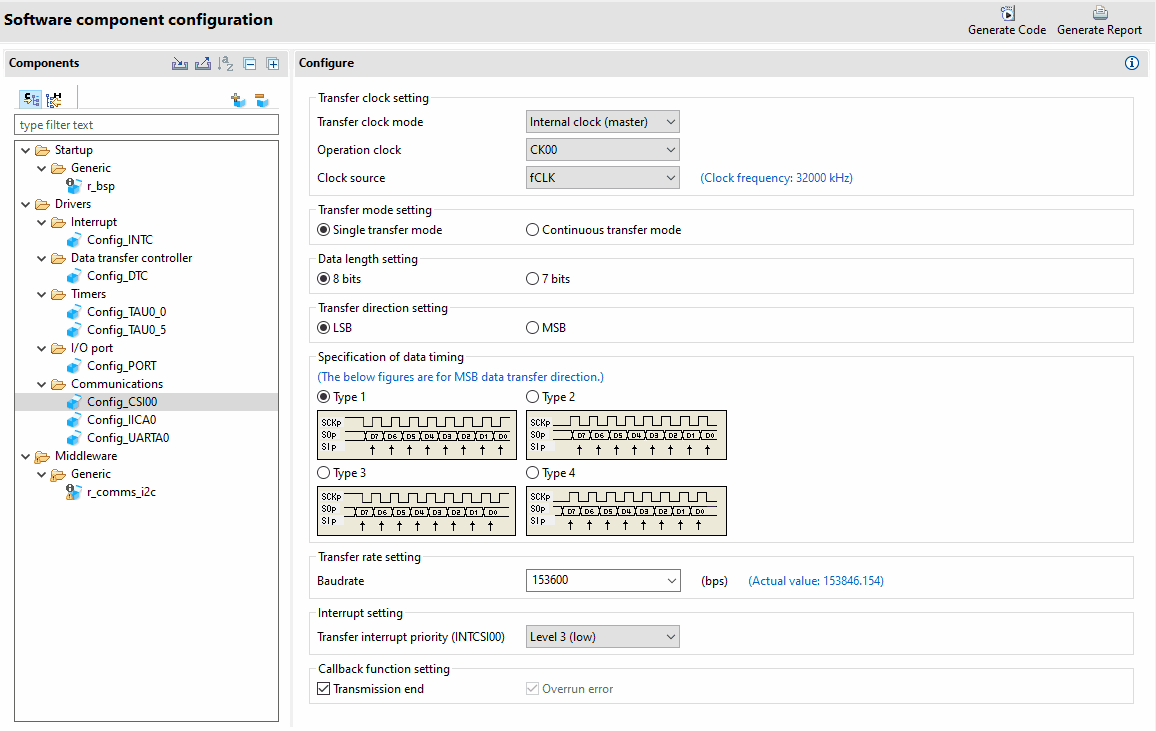 Software component configuration
Generate Code Generate Report
Components
Configure
type filter text
Startup
Generic
r_bsp
Drivers
Interrupt
Config_INTC
Data transfer controller
Config_DTC
Timers
Config_TAU0_0
Config_TAU0_5
I/O port
Config_PORT
Communications
Config_CSI00
Config_IICA0
Config_UARTA0
Middleware
Generic
r_comms_i2c
Transfer clock setting
Transfer clock mode Internal clock (master)
Operation clock CK00
Clock source fCLK (Clock frequency: 32000 kHz)
Transfer mode setting
Single transfer mode Continuous transfer mode
Data length setting
8 bits 7 bits
Transfer direction setting
LSB MSB
Specification of data timing
(The below figures are for MSB data transfer direction.)
Type 1 Type 2
SCKp SCKp
SOp D7 D6 D5 D4 D3 D2 D1 D0 SOp D7 D6 D5 D4 D3 D2 D1 D0
SIp SIp
Type 3 Type 4
SCKp SCKp
SOp D7 D6 D5 D4 D3 D2 D1 D0 SOp D7 D6 D5 D4 D3 D2 D1 D0
SIp SIp
Transfer rate setting
Baudrate 153600 (bps) (Actual value: 153846.154)
Interrupt setting
Transfer interrupt priority (INTCSI00) Level 3 (low)
Callback function setting
Transmission end Overrun error